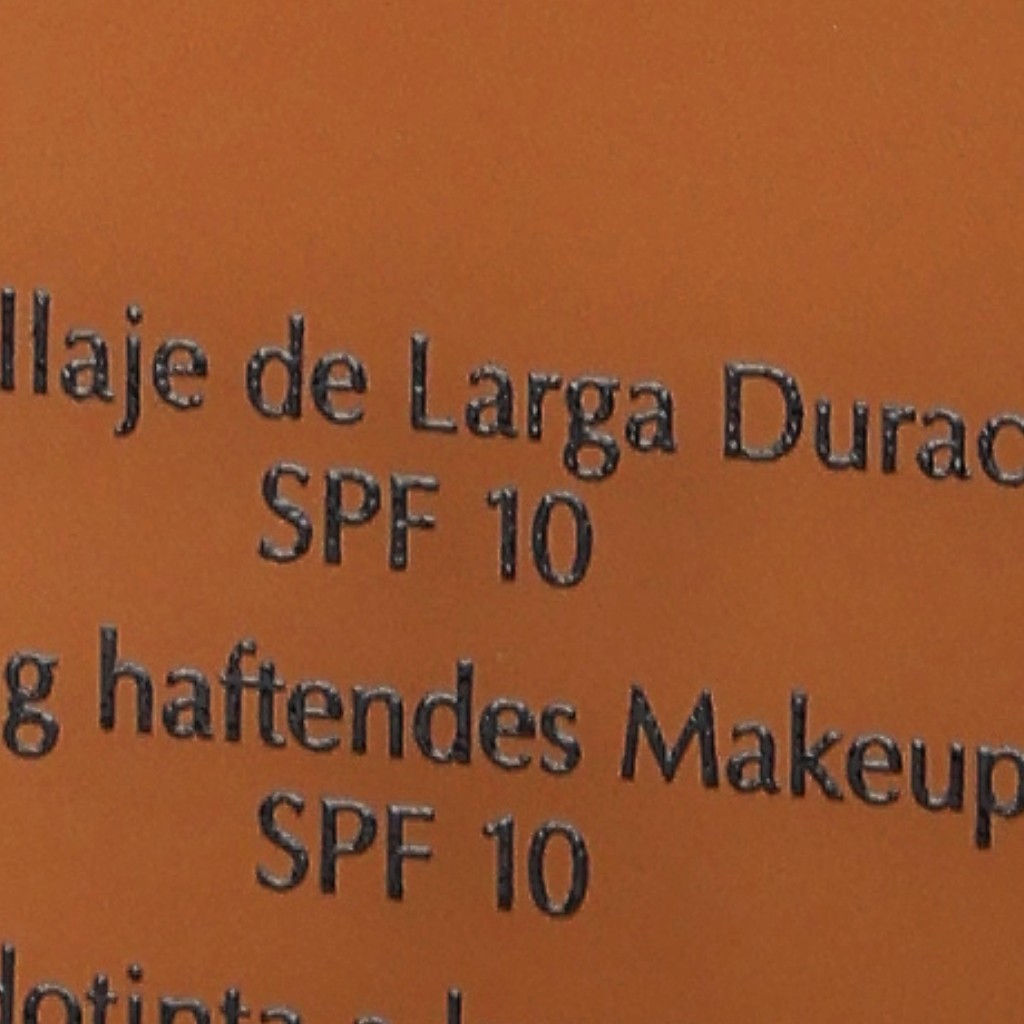 llaje de Larga Durac
SPF 10
g haftendes Makeup
SPF 10